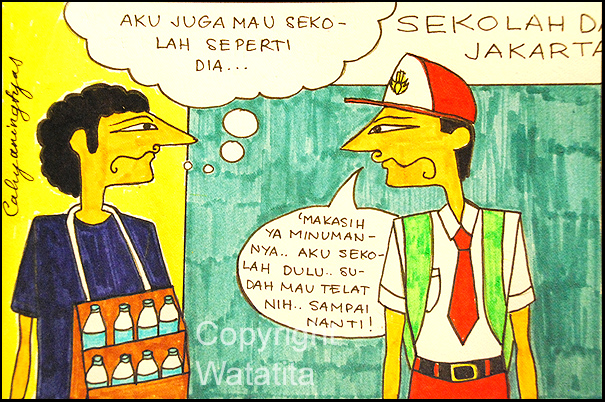 AKU JUGA MAU SEKO-
LAH SEPERTI
DIA...
SEKOLAH DA
JAKARTA
Cahyaningtyas
'MAKASIH
YA MINUMAN-
NYA.. AKU SEKO-
LAH DULU.. SU-
DAH MAU TELAT
NIH.. SAMPAI
NANTI!
Copyright
Watatita